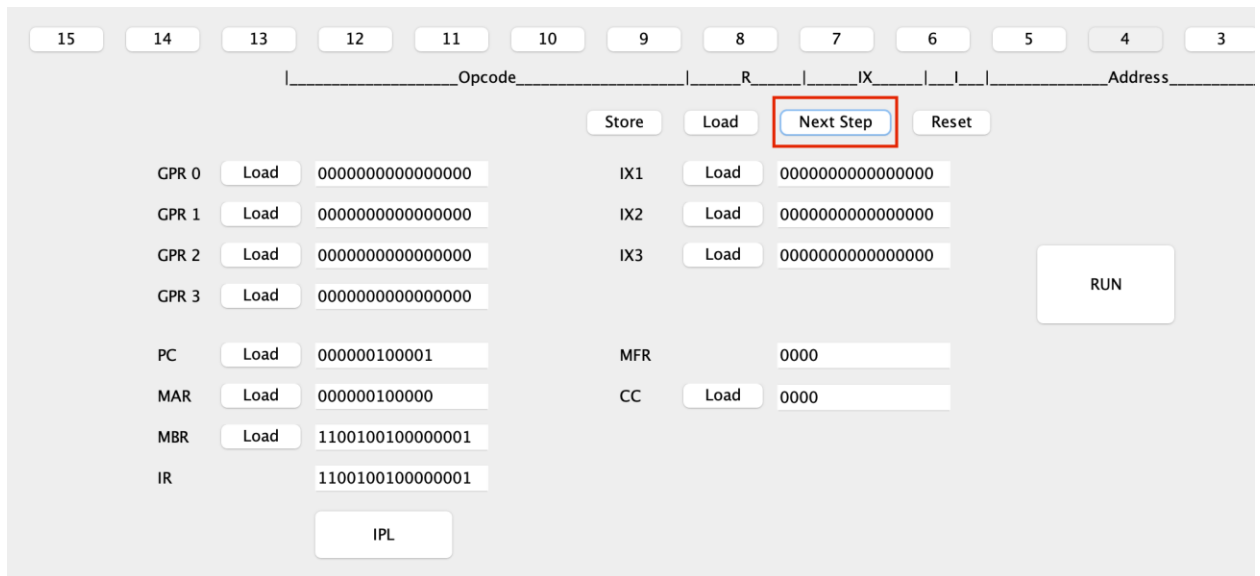 15 14 13 12 11 10 9 8 7 6 5 4 3
|___________________Opcode___________________|______R______|______IX______|___I___|_____________Address__________
Store Load Next Step Reset
GPR 0 Load 0000000000000000 IX1 Load 0000000000000000
GPR 1 Load 0000000000000000 IX2 Load 0000000000000000
GPR 2 Load 0000000000000000 IX3 Load 0000000000000000
GPR 3 Load 0000000000000000
RUN
PC Load 000000100001 MFR 0000
MAR Load 000000100000 CC Load 0000
MBR Load 1100100100000001
IR 1100100100000001
IPL